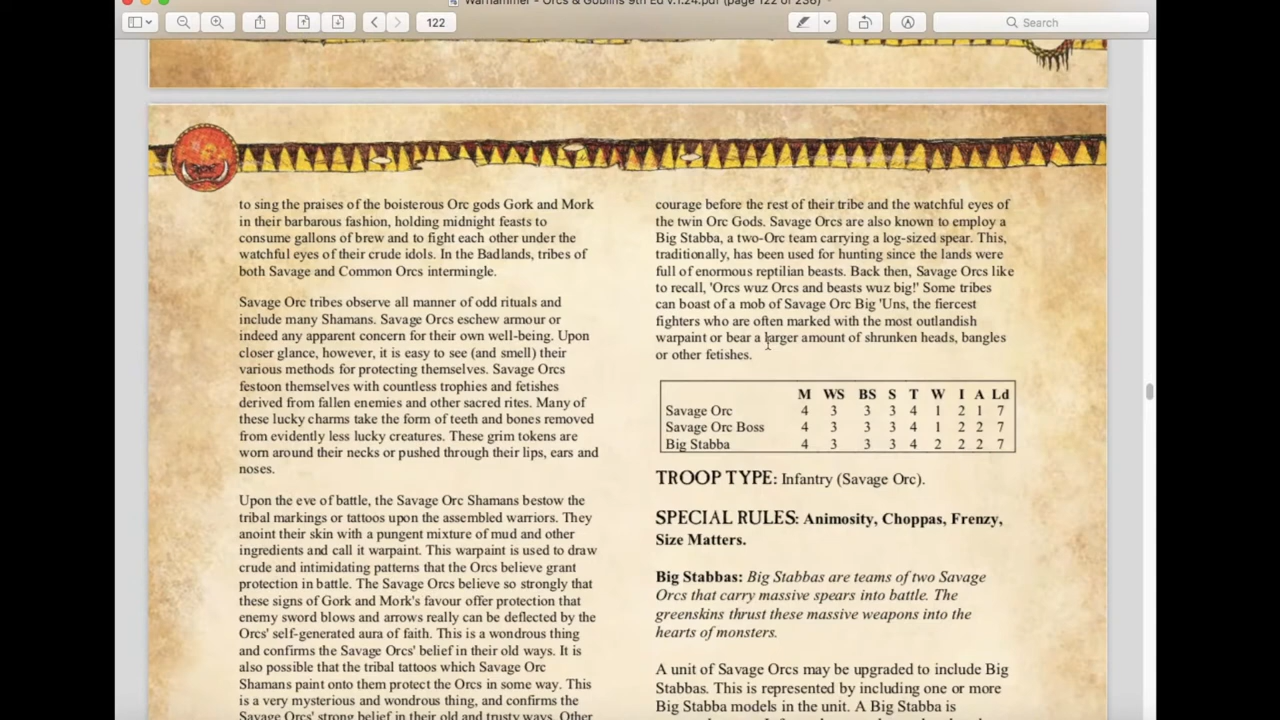 Warhammer - Orcs & Goblins 9th Ed v.1.24.pdf (page 122 of 236)
122
Search
to sing the praises of the boisterous Orc gods Gork and Mork
in their barbarous fashion, holding midnight feasts to
consume gallons of brew and to fight each other under the
watchful eyes of their crude idols. In the Badlands, tribes of
both Savage and Common Orcs intermingle.
Savage Orc tribes observe all manner of odd rituals and
include many Shamans. Savage Orcs eschew armour or
indeed any apparent concern for their own well-being. Upon
closer glance, however, it is easy to see (and smell) their
various methods for protecting themselves. Savage Orcs
festoon themselves with countless trophies and fetishes
derived from fallen enemies and other sacred rites. Many of
these lucky charms take the form of teeth and bones removed
from evidently less lucky creatures. These grim tokens are
worn around their necks or pushed through their lips, ears and
noses.
Upon the eve of battle, the Savage Orc Shamans bestow the
tribal markings or tattoos upon the assembled warriors. They
anoint their skin with a pungent mixture of mud and other
ingredients and call it warpaint. This warpaint is used to draw
crude and intimidating patterns that the Orcs believe grant
protection in battle. The Savage Orcs believe so strongly that
these signs of Gork and Mork's favour offer protection that
enemy sword blows and arrows really can be deflected by the
Orcs' self-generated aura of faith. This is a wondrous thing
and confirms the Savage Orcs' belief in their old ways. It is
also possible that the tribal tattoos which Savage Orc
Shamans paint onto them protect the Orcs in some way. This
is a very mysterious and wondrous thing, and confirms the
Savage Orcs' strong belief in their old and trusty ways. Other
courage before the rest of their tribe and the watchful eyes of
the twin Orc Gods. Savage Orcs are also known to employ a
Big Stabba, a two-Orc team carrying a log-sized spear. This,
traditionally, has been used for hunting since the lands were
full of enormous reptilian beasts. Back then, Savage Orcs like
to recall, 'Orcs wuz Orcs and beasts wuz big!' Some tribes
can boast of a mob of Savage Orc Big 'Uns, the fiercest
fighters who are often marked with the most outlandish
warpaint or bear a larger amount of shrunken heads, bangles
or other fetishes.
M WS BS S T W I A Ld
Savage Orc 4 3 3 3 4 1 2 1 7
Savage Orc Boss 4 3 3 3 4 1 2 2 7
Big Stabba 4 3 3 3 4 2 2 2 7
TROOP TYPE: Infantry (Savage Orc).
SPECIAL RULES: Animosity, Choppas, Frenzy,
Size Matters.
Big Stabbas: Big Stabbas are teams of two Savage
Orcs that carry massive spears into battle. The
greenskins thrust these massive weapons into the
hearts of monsters.
A unit of Savage Orcs may be upgraded to include Big
Stabbas. This is represented by including one or more
Big Stabba models in the unit. A Big Stabba is